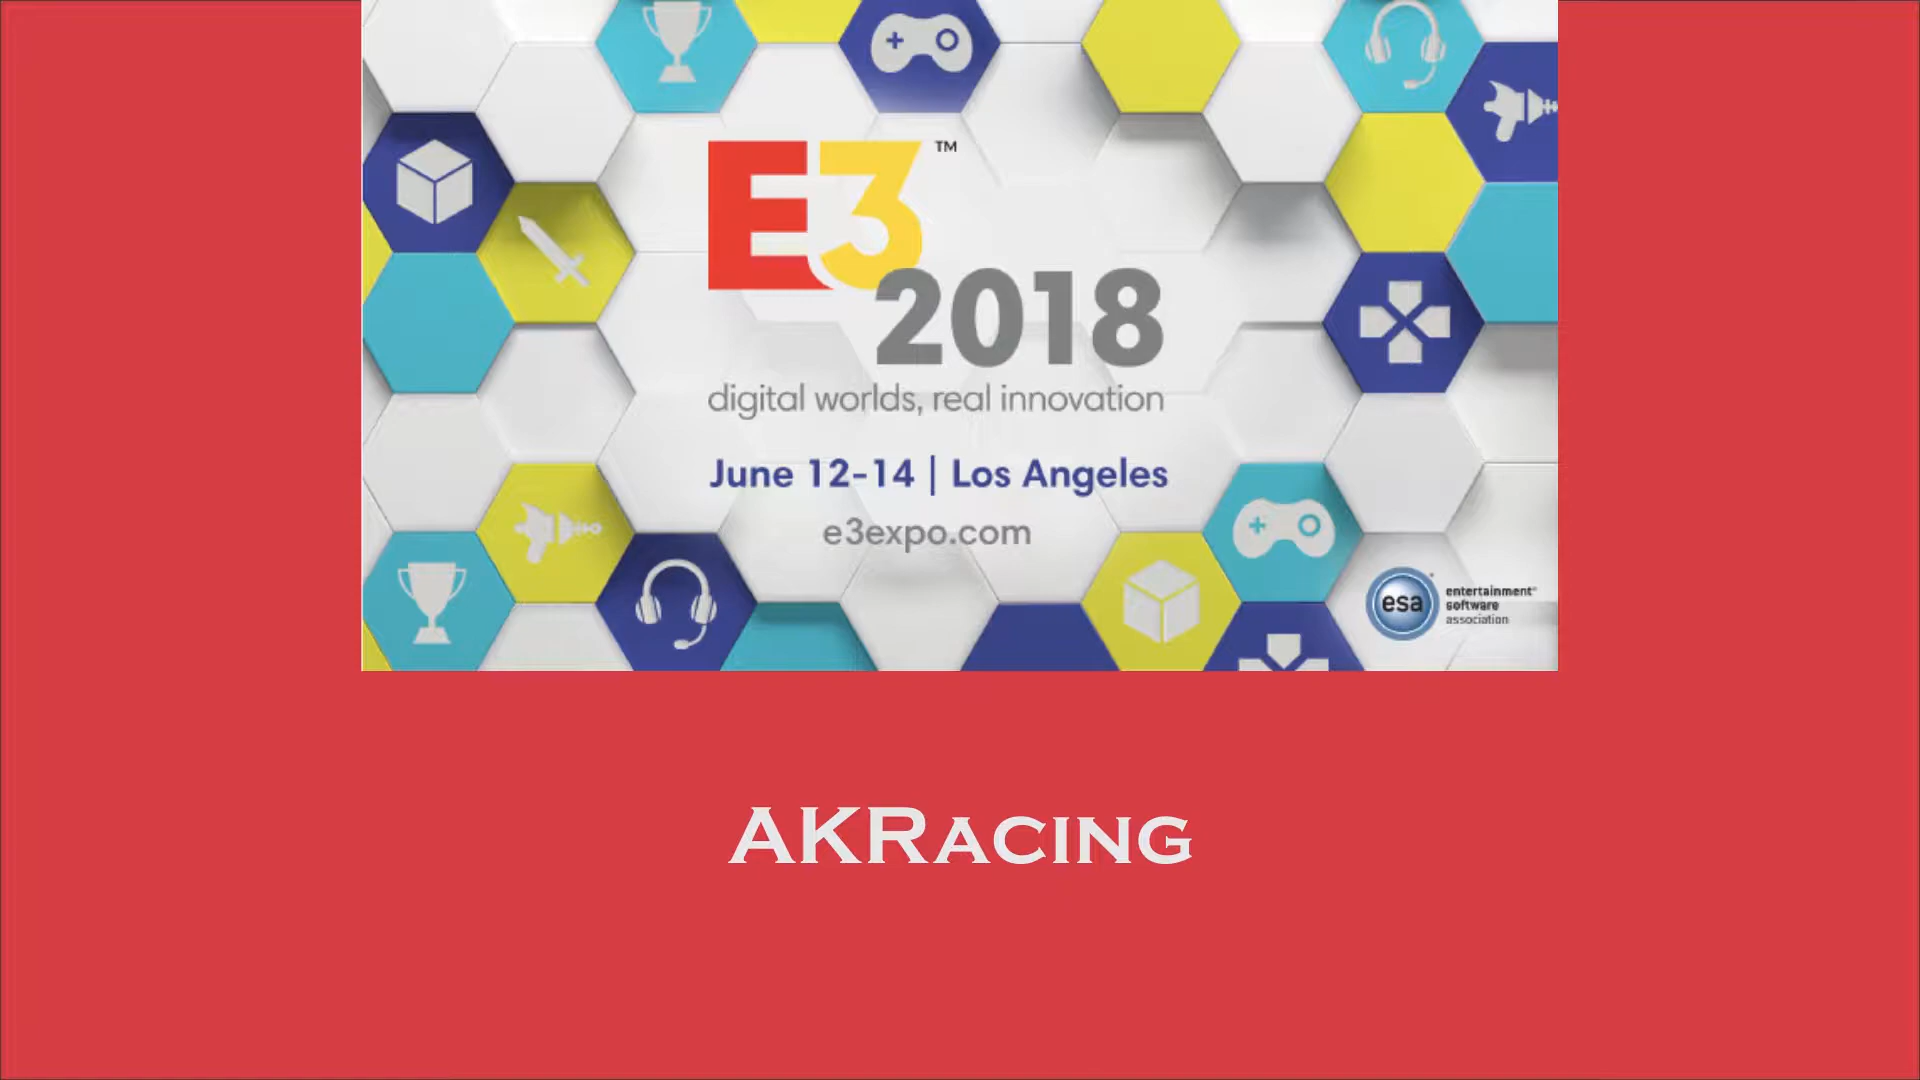 E3™
2018
digital worlds, real innovation
June 12-14 | Los Angeles
e3expo.com
esa
entertainment®
software
association
AKRacing